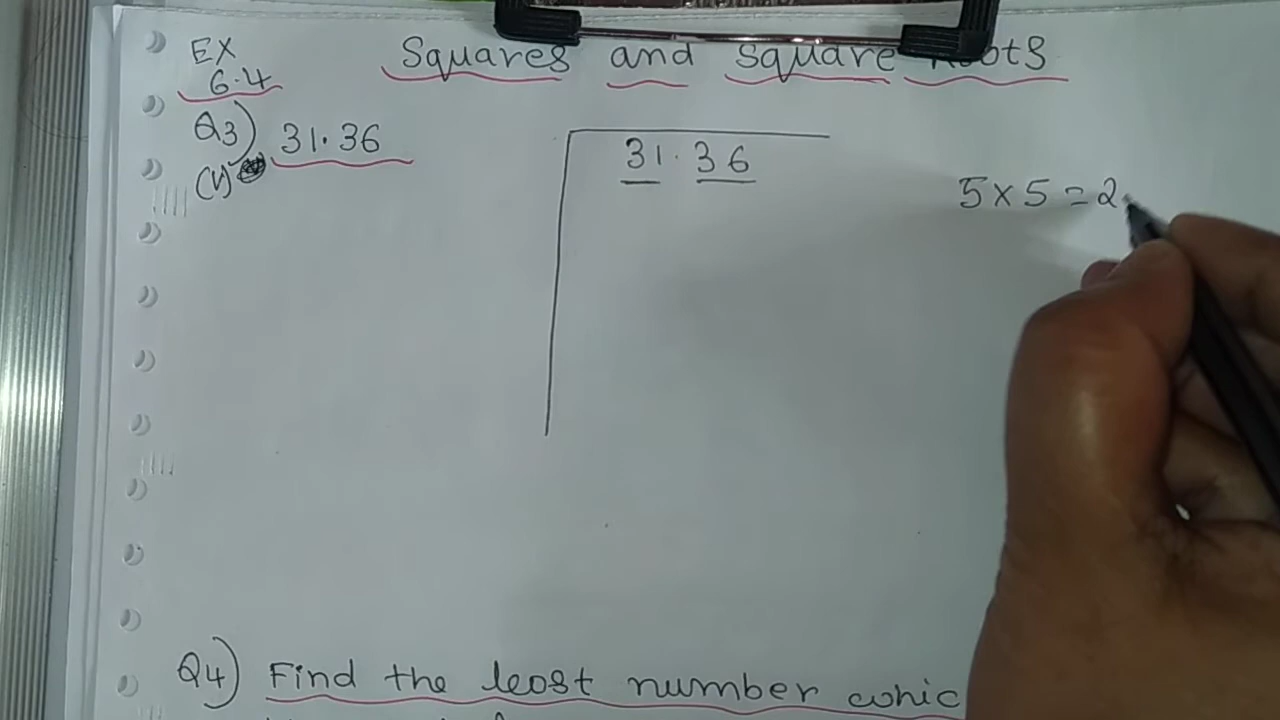 EX Squares and Square
6.4
Q3) 31.36
(V)
31.36
5×5=2
Q4) Find the least number